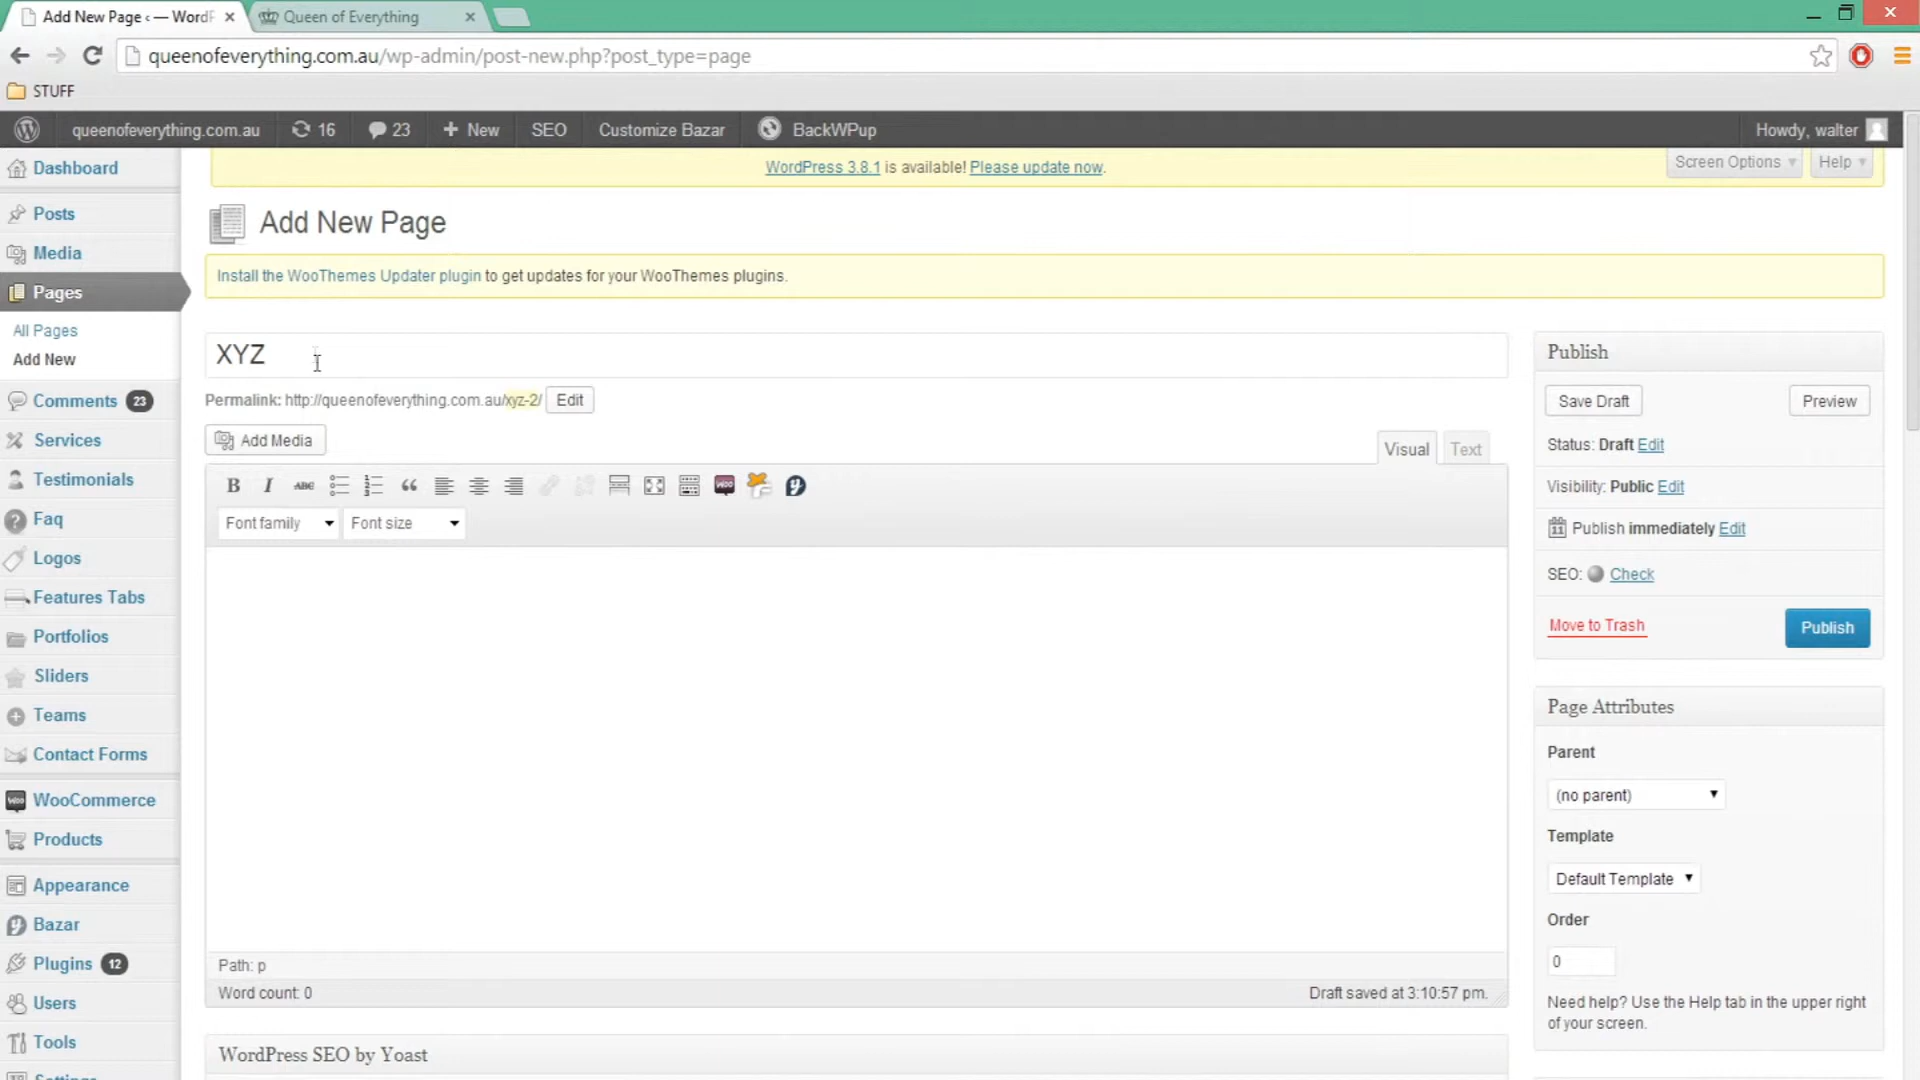 Add New Page ‹ — WordP
Queen of Everything
queenofeverything.com.au/wp-admin/post-new.php?post_type=page
STUFF
queenofeverything.com.au
16
23
New
SEO
Customize Bazar
BackWPup
Howdy, walter
Dashboard
WordPress 3.8.1 is available! Please update now.
Screen Options
Help
Posts
Add New Page
Media
Install the WooThemes Updater plugin to get updates for your WooThemes plugins.
Pages
All Pages
XYZ
Publish
Add New
Permalink: http://queenofeverything.com.au/xyz-2/
Edit
Save Draft
Preview
Comments 23
Services
Add Media
Visual
Text
Status: Draft Edit
Testimonials
B
I
ABC
Visibility: Public Edit
Faq
Font family
Font size
11
Publish immediately Edit
Logos
SEO: Check
Features Tabs
Move to Trash
Publish
Portfolios
Sliders
Teams
Page Attributes
Contact Forms
Parent
WooCommerce
(no parent)
Products
Template
Appearance
Default Template
Bazar
Order
Plugins 12
Path: p
0
Users
Word count: 0
Draft saved at 3:10:57 pm.
Need help? Use the Help tab in the upper right
of your screen.
Tools
WordPress SEO by Yoast
Settings